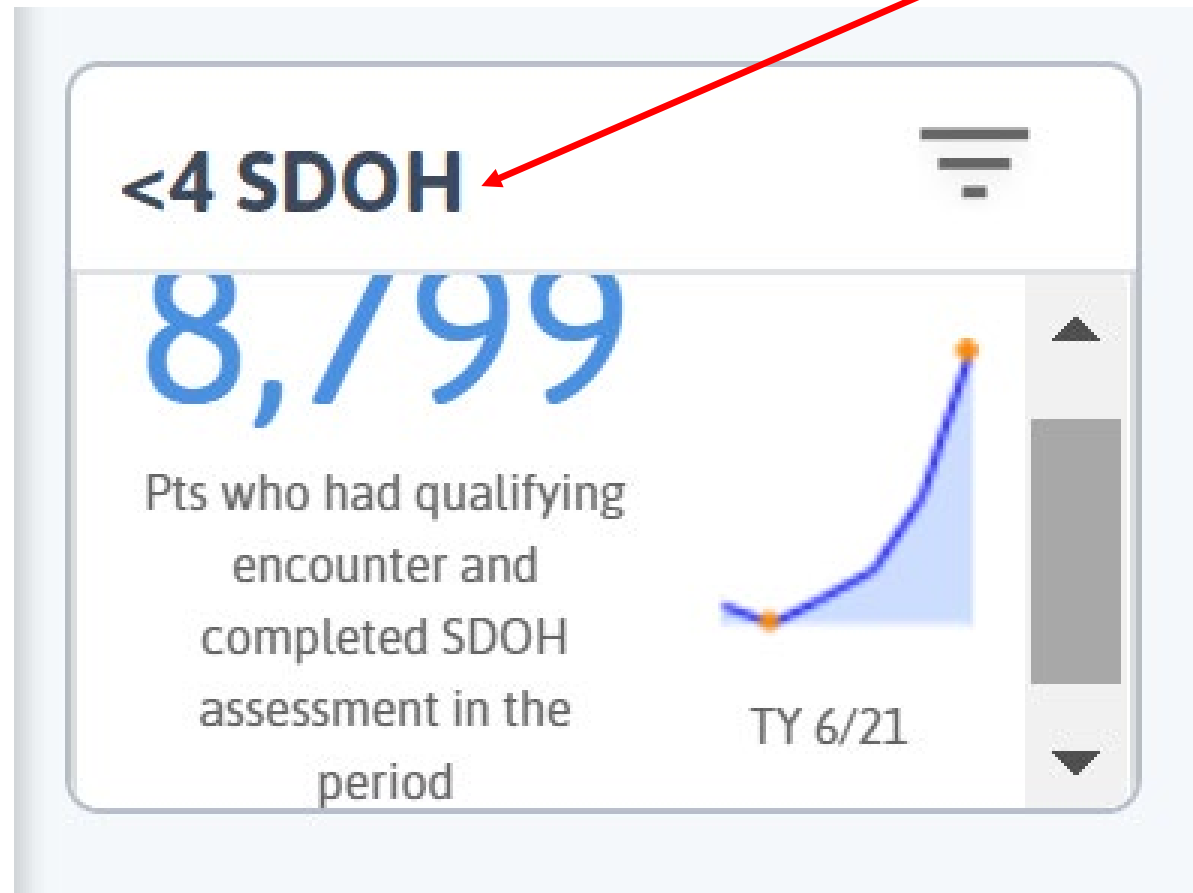 <4 SDOH
8,799
Pts who had qualifying
encounter and
completed SDOH
assessment in the
period
TY 6/21